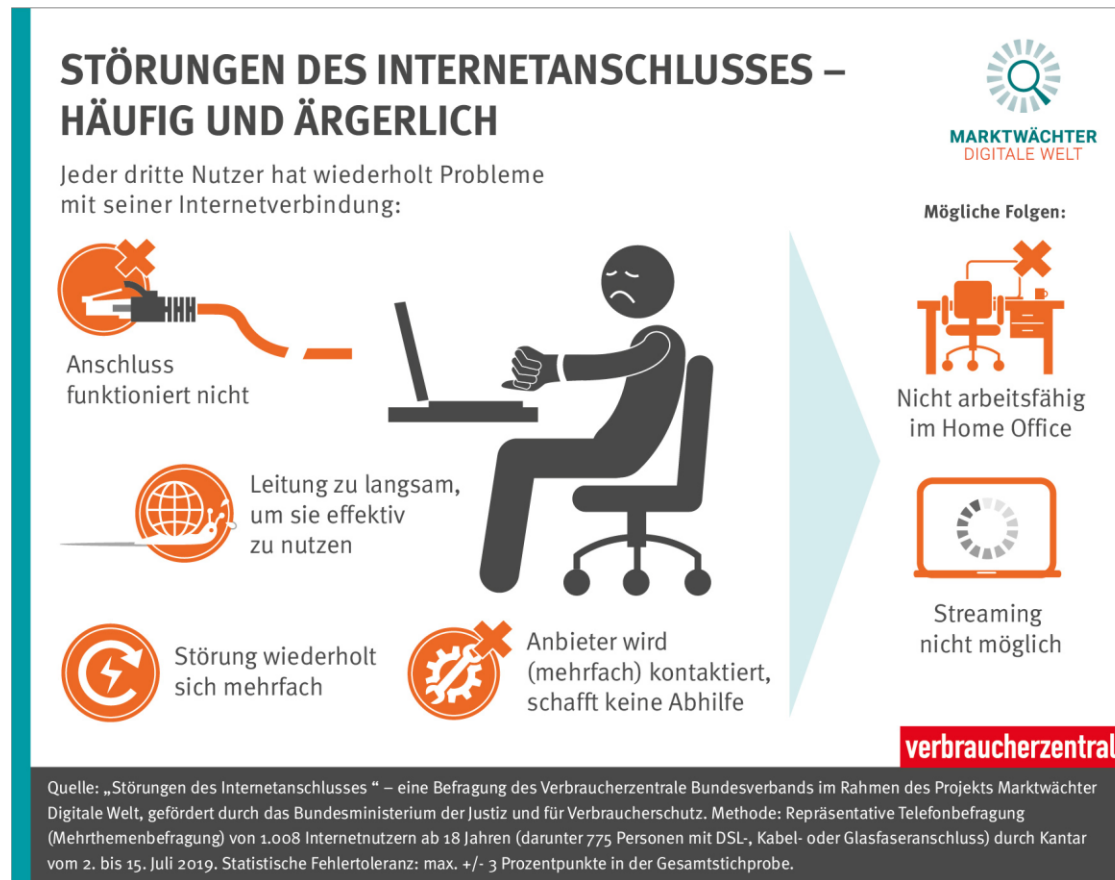 STÖRUNGEN DES INTERNETANSCHLUSSES –
HÄUFIG UND ÄRGERLICH
MARKTWÄCHTER
DIGITALE WELT
Jeder dritte Nutzer hat wiederholt Probleme
mit seiner Internetverbindung:
Anschluss
funktioniert nicht
Leitung zu langsam,
um sie effektiv
zu nutzen
Störung wiederholt
sich mehrfach
Anbieter wird
(mehrfach) kontaktiert,
schafft keine Abhilfe
Mögliche Folgen:
Nicht arbeitsfähig
im Home Office
Streaming
nicht möglich
verbraucherzentral
Quelle: „Störungen des Internetanschlusses “ – eine Befragung des Verbraucherzentrale Bundesverbands im Rahmen des Projekts Marktwächter
Digitale Welt, gefördert durch das Bundesministerium der Justiz und für Verbraucherschutz. Methode: Repräsentative Telefonbefragung
(Mehrthemenbefragung) von 1.008 Internetnutzern ab 18 Jahren (darunter 775 Personen mit DSL-, Kabel- oder Glasfaseranschluss) durch Kantar
vom 2. bis 15. Juli 2019. Statistische Fehlertoleranz: max. +/- 3 Prozentpunkte in der Gesamtstichprobe.